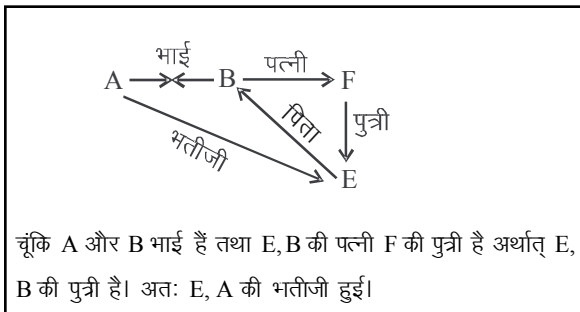 भाई
पत्नी
A B F
पिता
पुत्री
भतीजी
E
चूंकि A और B भाई हैं तथा E, B की पत्नी F की पुत्री है अर्थात् E,
B की पुत्री है। अतः E, A की भतीजी हुई।